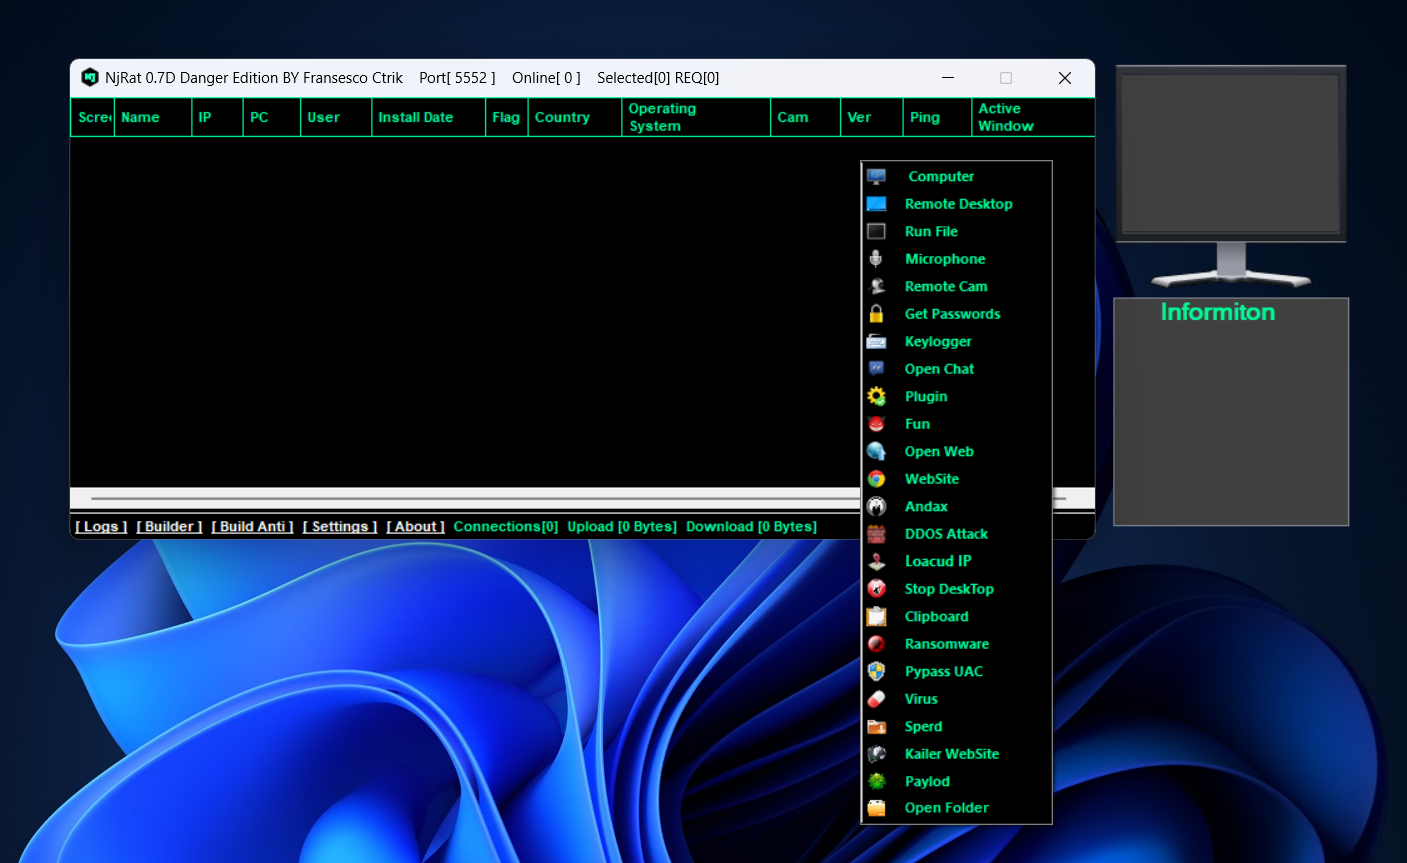 NjRat 0.7D Danger Edition BY Fransesco Ctrik    Port[ 5552 ]    Online[ 0 ]    Selected[0] REQ[0]
Scree Name IP PC User Install Date Flag Country Operating System Cam Ver Ping Active Window
Computer
Remote Desktop
Run File
Microphone
Remote Cam
Get Passwords
Keylogger
Open Chat
Plugin
Fun
Open Web
WebSite
Andax
DDOS Attack
Loacud IP
Stop DeskTop
Clipboard
Ransomware
Pypass UAC
Virus
Sperd
Kailer WebSite
Paylod
Open Folder
[ Logs ] [ Builder ] [ Build Anti ] [ Settings ] [ About ] Connections[0] Upload [0 Bytes] Download [0 Bytes]
Informiton